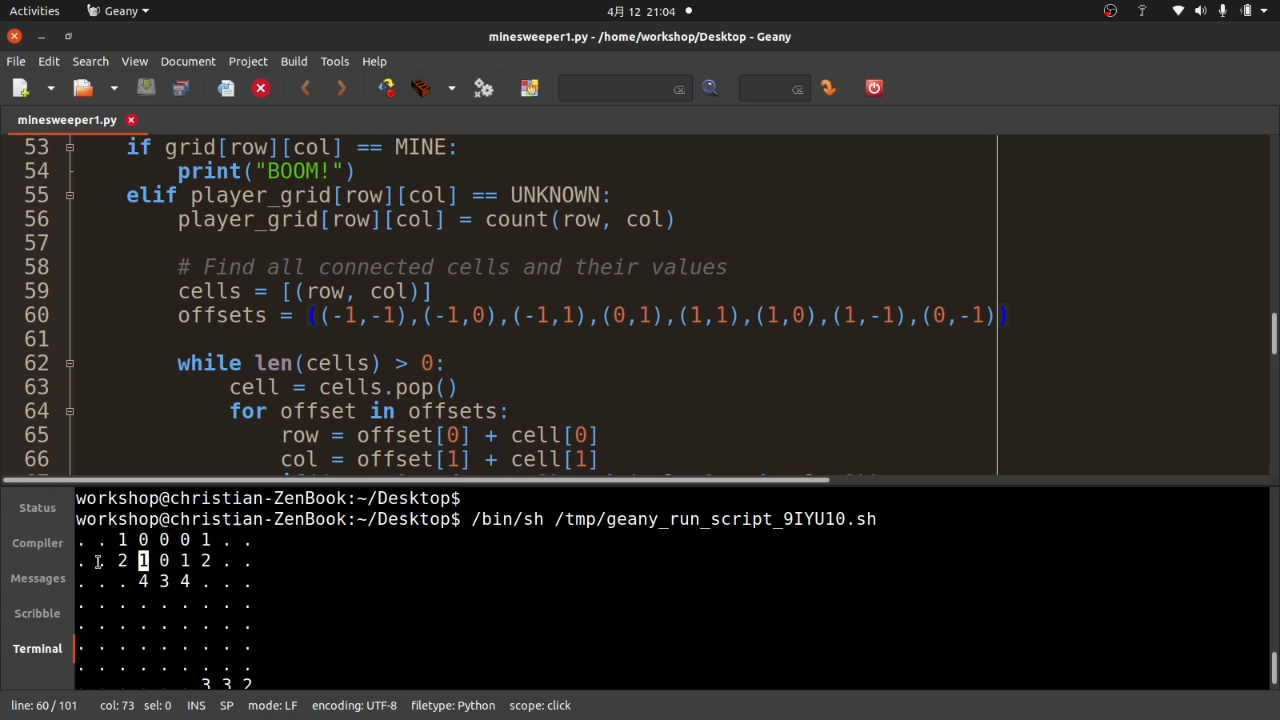 Activities Geany 4月 12 21:04
minesweeper1.py - /home/workshop/Desktop - Geany
File Edit Search View Document Project Build Tools Help
minesweeper1.py
53 if grid[row][col] == MINE:
54 print("BOOM!")
55 elif player_grid[row][col] == UNKNOWN:
56 player_grid[row][col] = count(row, col)
57
58 # Find all connected cells and their values
59 cells = [(row, col)]
60 offsets = ((-1,-1),(-1,0),(-1,1),(0,1),(1,1),(1,0),(1,-1),(0,-1))
61
62 while len(cells) > 0:
63 cell = cells.pop()
64 for offset in offsets:
65 row = offset[0] + cell[0]
66 col = offset[1] + cell[1]
Status
Compiler
Messages
Scribble
Terminal
workshop@christian-ZenBook:~/Desktop$
workshop@christian-ZenBook:~/Desktop$ /bin/sh /tmp/geany_run_script_9IYU10.sh
. . 1 0 0 0 1 . .
. . 2 1 0 1 2 . .
. . . 4 3 4 . . .
. . . . . . . . .
. . . . . . . . .
. . . . . . . . .
. . . . . . . . .
. . . . . . 3 3 2
line: 60 / 101 col: 73 sel: 0 INS SP mode: LF encoding: UTF-8 filetype: Python scope: click